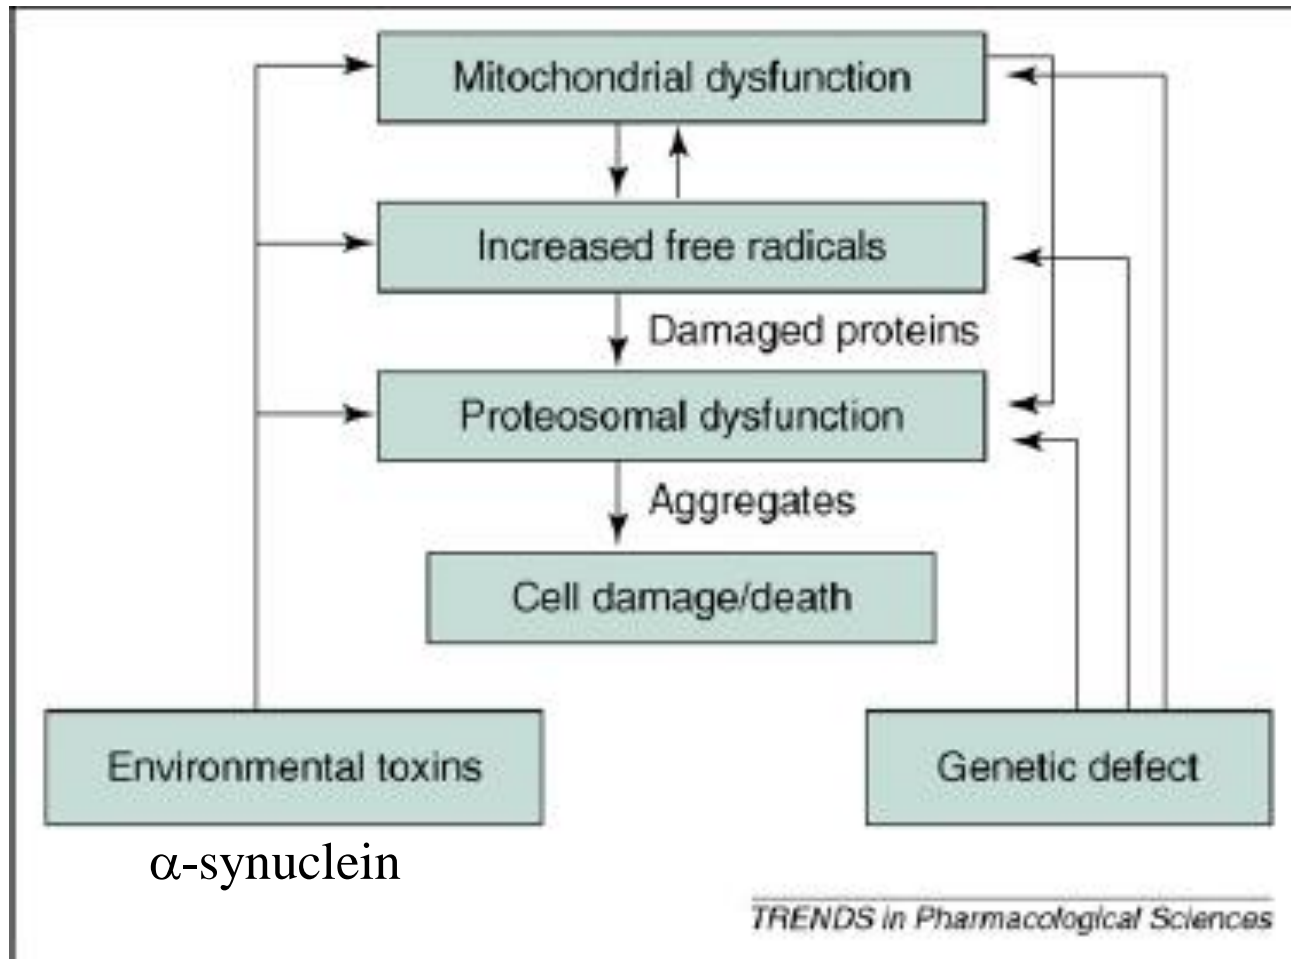 Mitochondrial dysfunction
Increased free radicals
Damaged proteins
Proteosomal dysfunction
Aggregates
Cell damage/death
Environmental toxins
Genetic defect
α-synuclein
TRENDS in Pharmacological Sciences